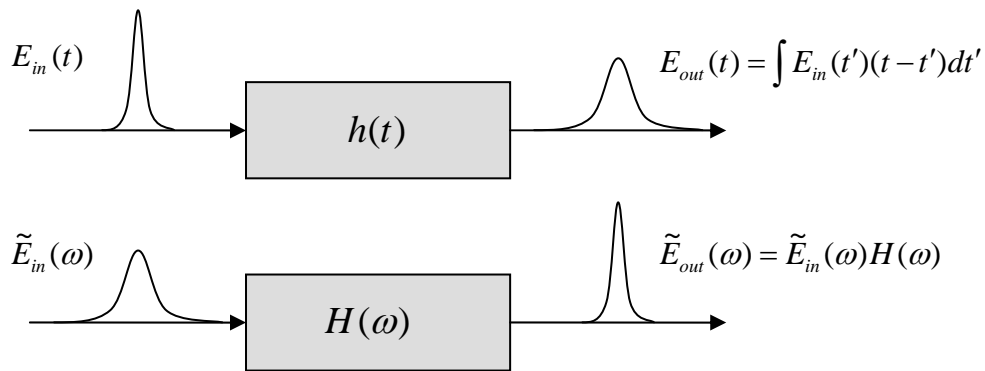 E_in(t)
E_out(t) = ∫ E_in(t′)(t − t′)dt′
h(t)
Ẽ_in(ω)
Ẽ_out(ω) = Ẽ_in(ω)H(ω)
H(ω)